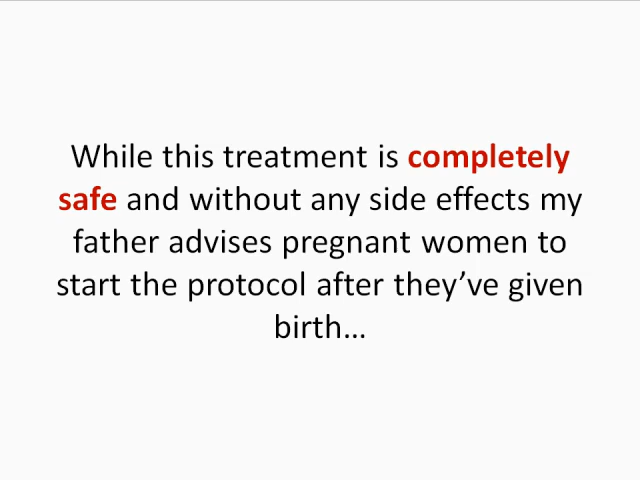 While this treatment is completely
safe and without any side effects my
father advises pregnant women to
start the protocol after they’ve given
birth…